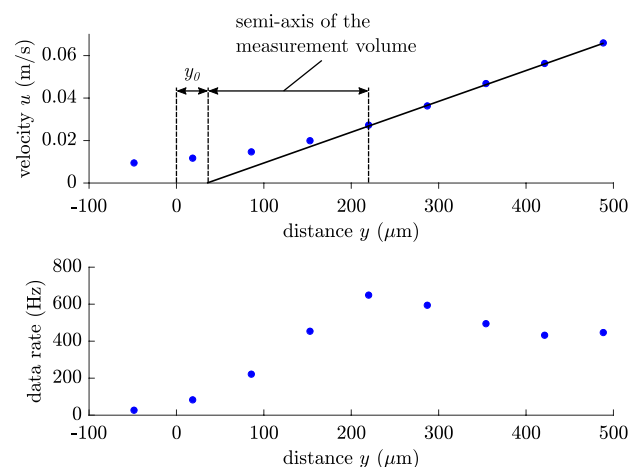 semi-axis of the
measurement volume
y0
velocity u (m/s)
0.06
0.04
0.02
0
-100 0 100 200 300 400 500
distance y (μm)
data rate (Hz)
800
600
400
200
0
-100 0 100 200 300 400 500
distance y (μm)